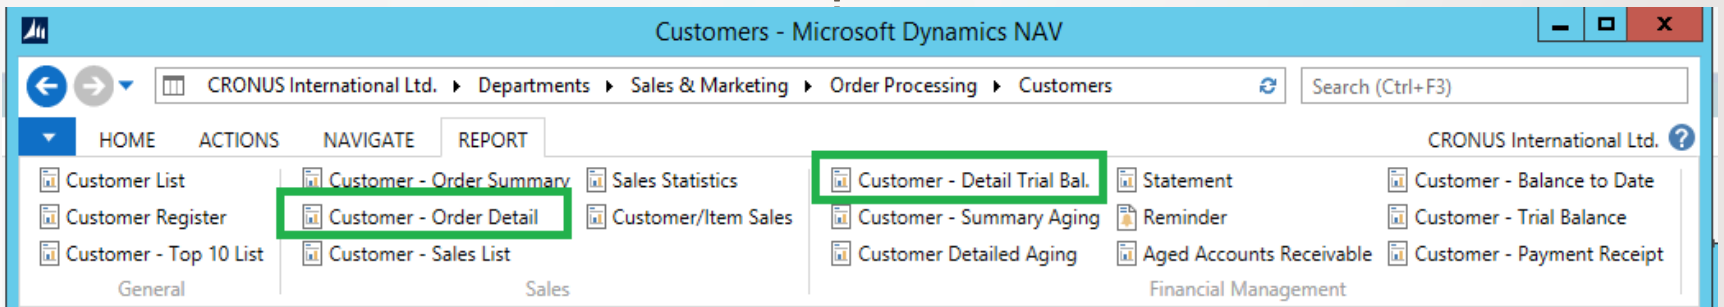 Customers - Microsoft Dynamics NAV
CRONUS International Ltd. Departments Sales & Marketing Order Processing Customers Search (Ctrl+F3)
HOME ACTIONS NAVIGATE REPORT CRONUS International Ltd.
Customer List Customer - Order Summary Sales Statistics Customer - Detail Trial Bal. Statement Customer - Balance to Date
Customer Register Customer - Order Detail Customer/Item Sales Customer - Summary Aging Reminder Customer - Trial Balance
Customer - Top 10 List Customer - Sales List Customer Detailed Aging Aged Accounts Receivable Customer - Payment Receipt
General Sales Financial Management